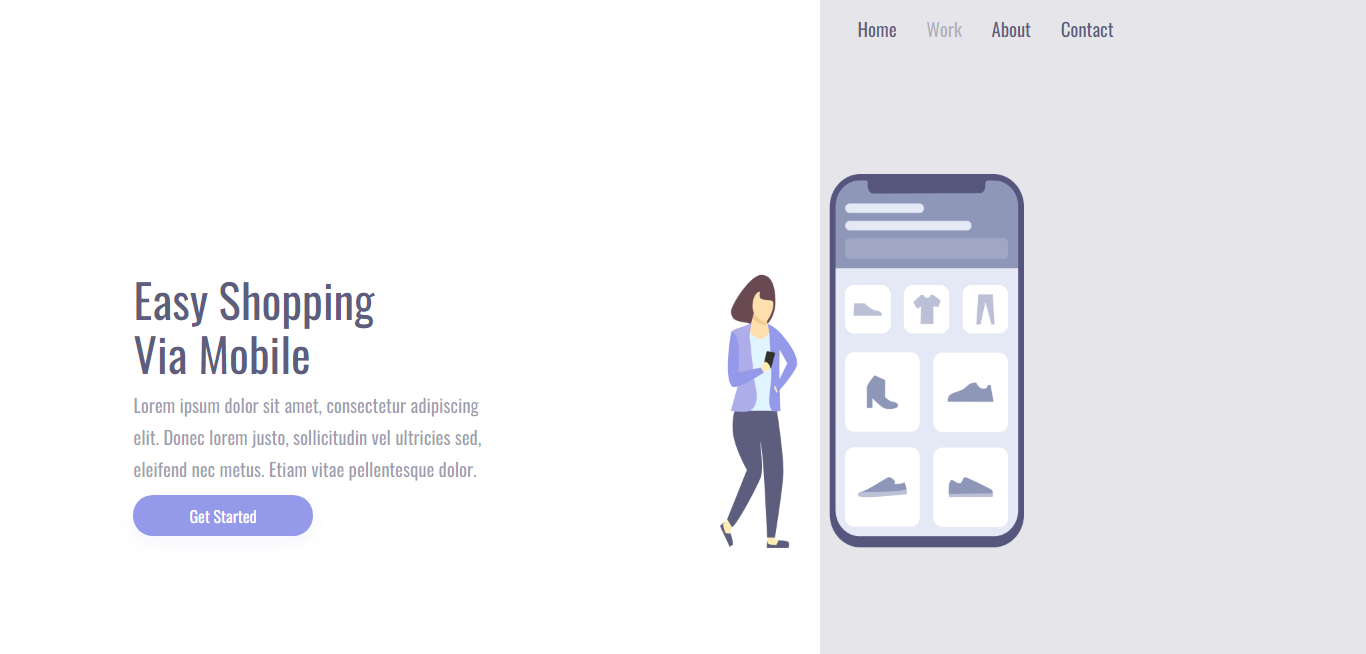 Home Work About Contact
Easy Shopping
Via Mobile
Lorem ipsum dolor sit amet, consectetur adipiscing
elit. Donec lorem justo, sollicitudin vel ultricies sed,
eleifend nec metus. Etiam vitae pellentesque dolor.
Get Started